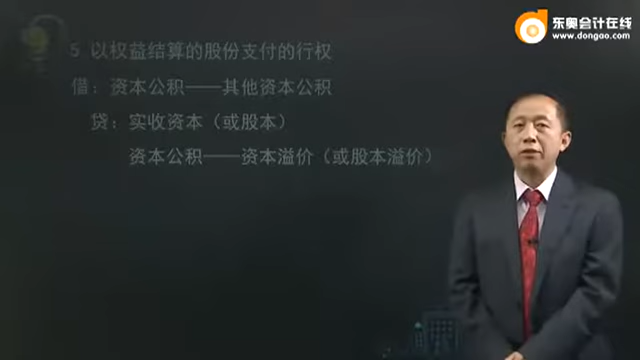 东奥会计在线
www.dongao.com
5 以权益结算的股份支付的行权
借：资本公积——其他资本公积
贷：实收资本（或股本）
资本公积——资本溢价（或股本溢价）